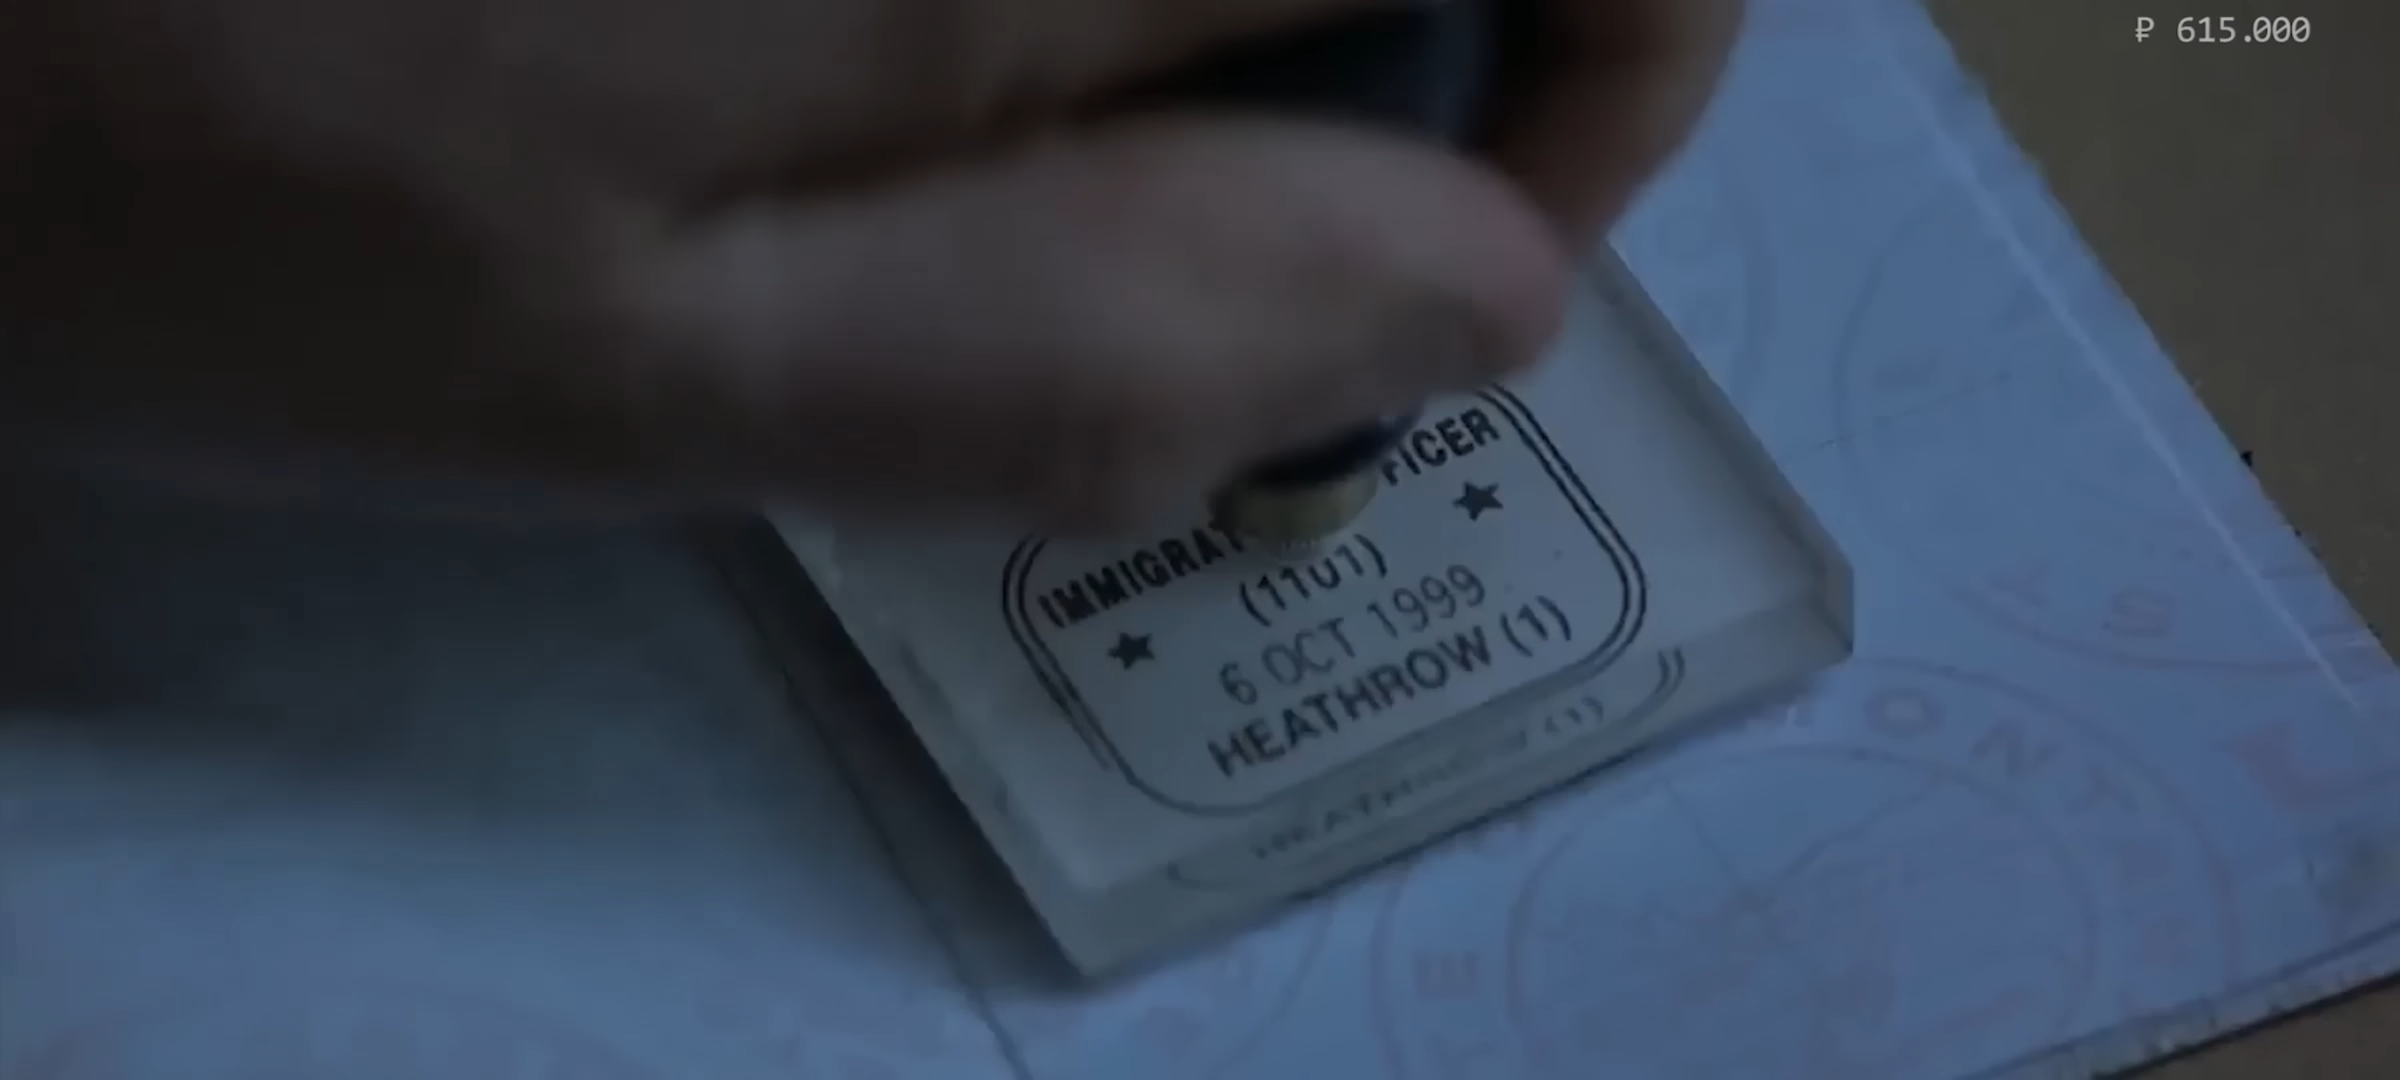 ₽ 615.000
IMMIGRAT FICER
(1101)
6 OCT 1999
HEATHROW (1)